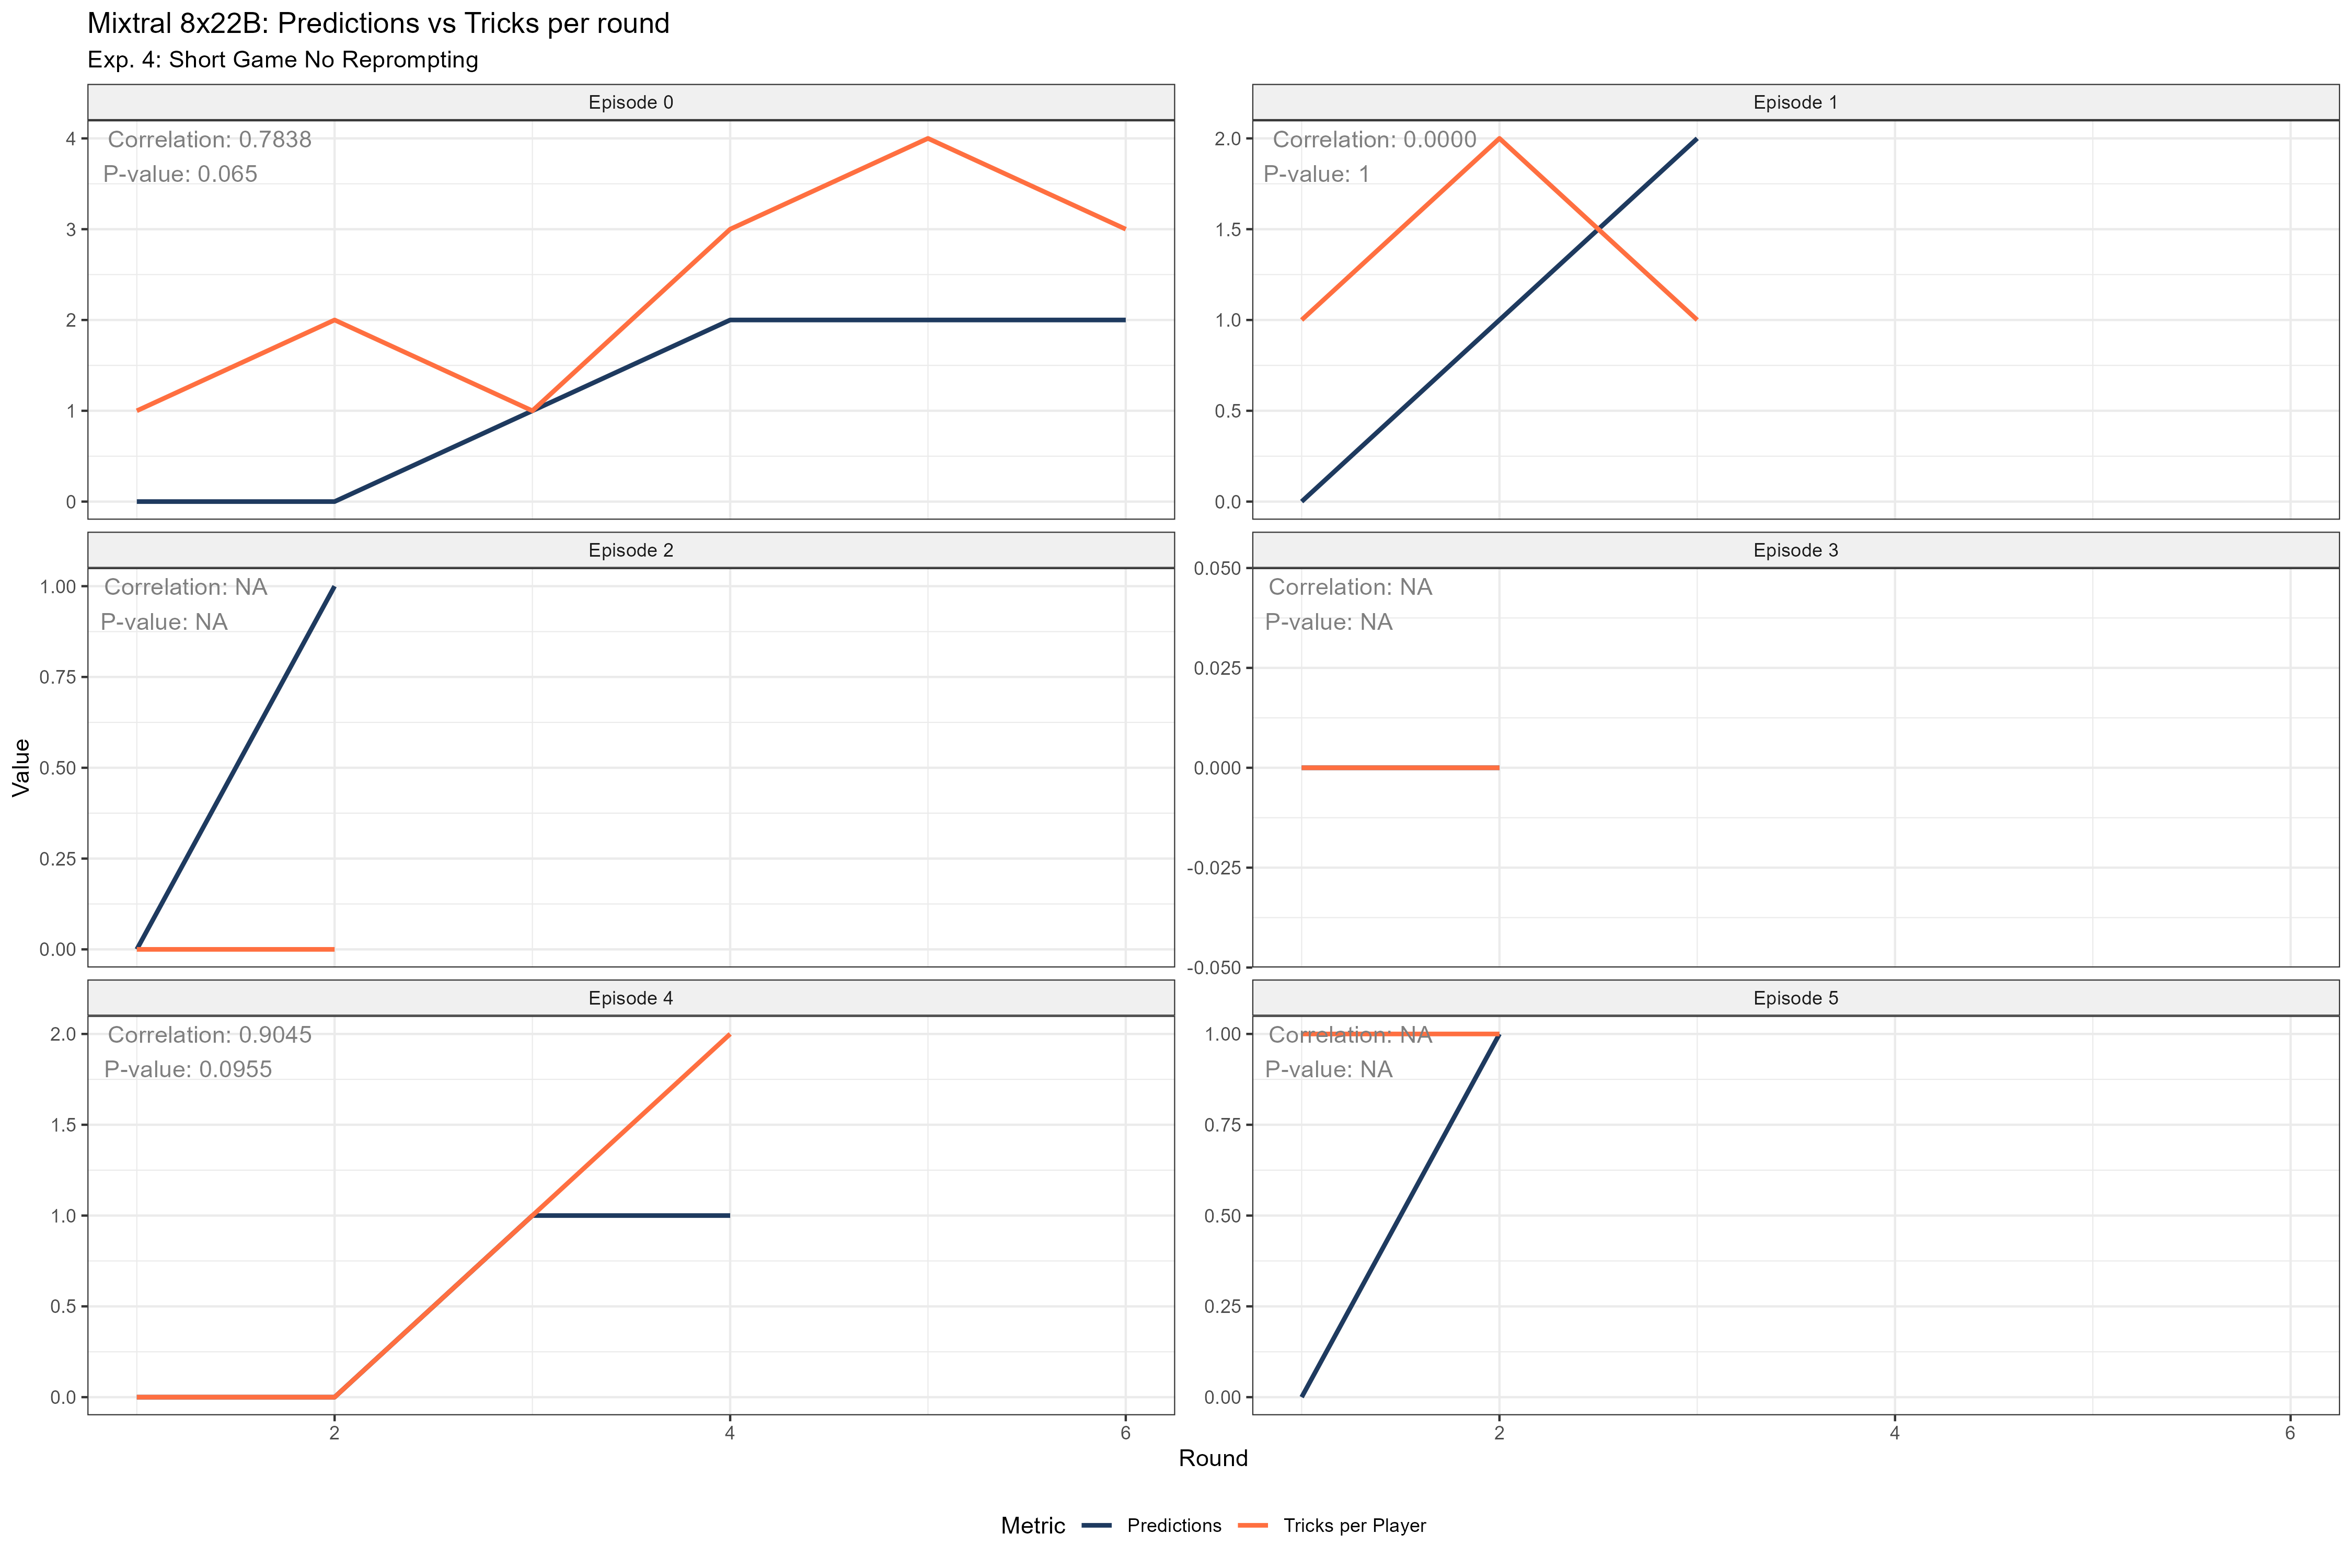 Mixtral 8x22B: Predictions vs Tricks per round
Exp. 4: Short Game No Reprompting
Episode 0
Correlation: 0.7838
P-value: 0.065
4
3
2
1
0
Episode 1
Correlation: 0.0000
P-value: 1
2.0
1.5
1.0
0.5
0.0
Episode 2
Correlation: NA
P-value: NA
1.00
0.75
0.50
0.25
0.00
Episode 3
Correlation: NA
P-value: NA
0.050
0.025
0.000
-0.025
-0.050
Episode 4
Correlation: 0.9045
P-value: 0.0955
2.0
1.5
1.0
0.5
0.0
2 4 6
Episode 5
Correlation: NA
P-value: NA
1.00
0.75
0.50
0.25
0.00
2 4 6
Value
Round
Metric Predictions Tricks per Player